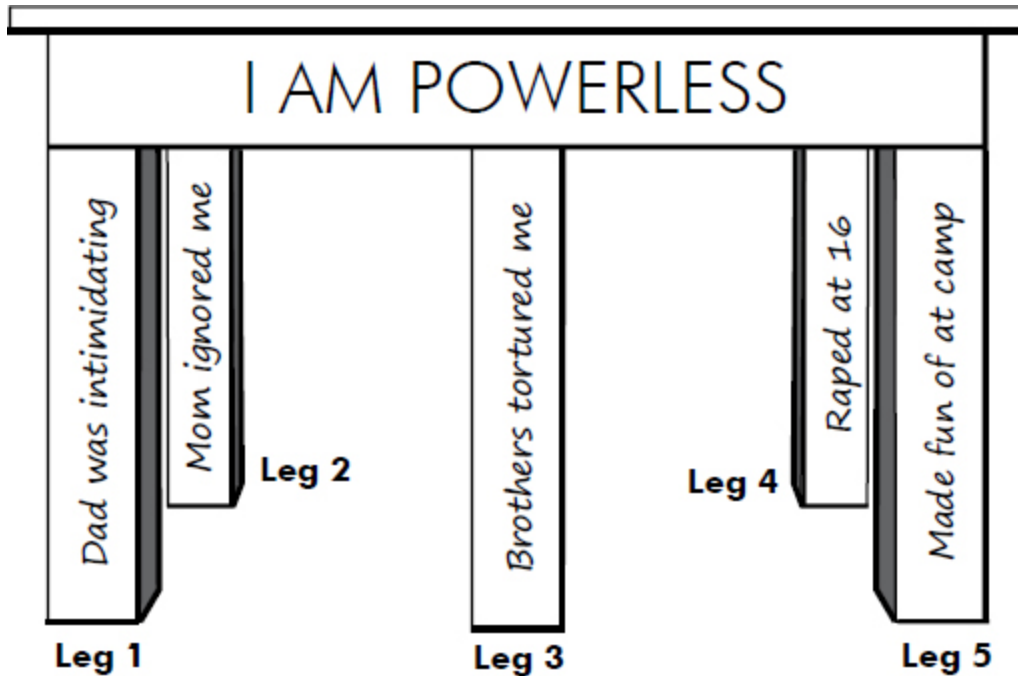 I AM POWERLESS
Dad was intimidating
Mom ignored me
Brothers tortured me
Raped at 16
Made fun of at camp
Leg 1
Leg 2
Leg 3
Leg 4
Leg 5